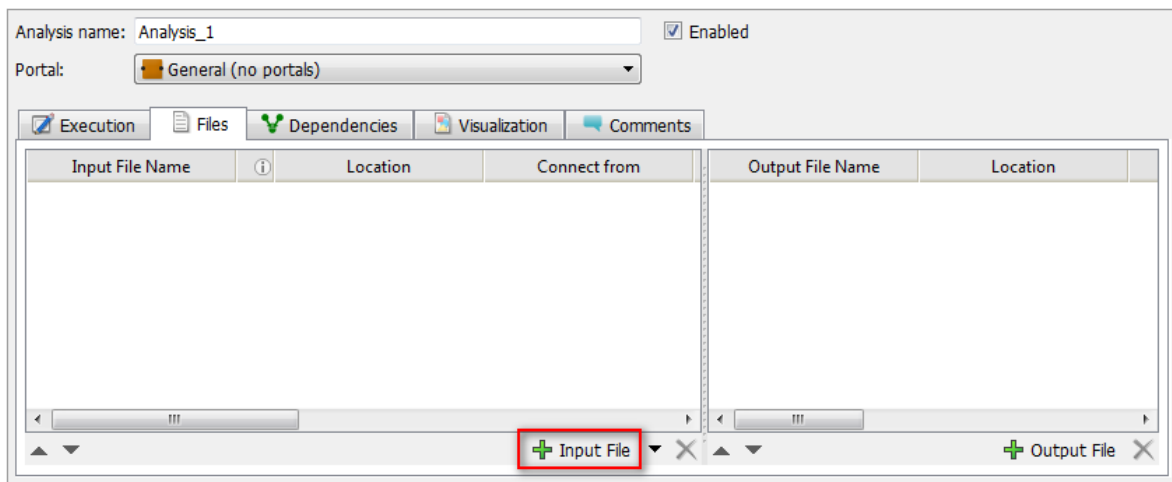 Analysis name: Analysis_1 Enabled
Portal: General (no portals)
Execution Files Dependencies Visualization Comments
Input File Name Location Connect from Output File Name Location
Input File Output File